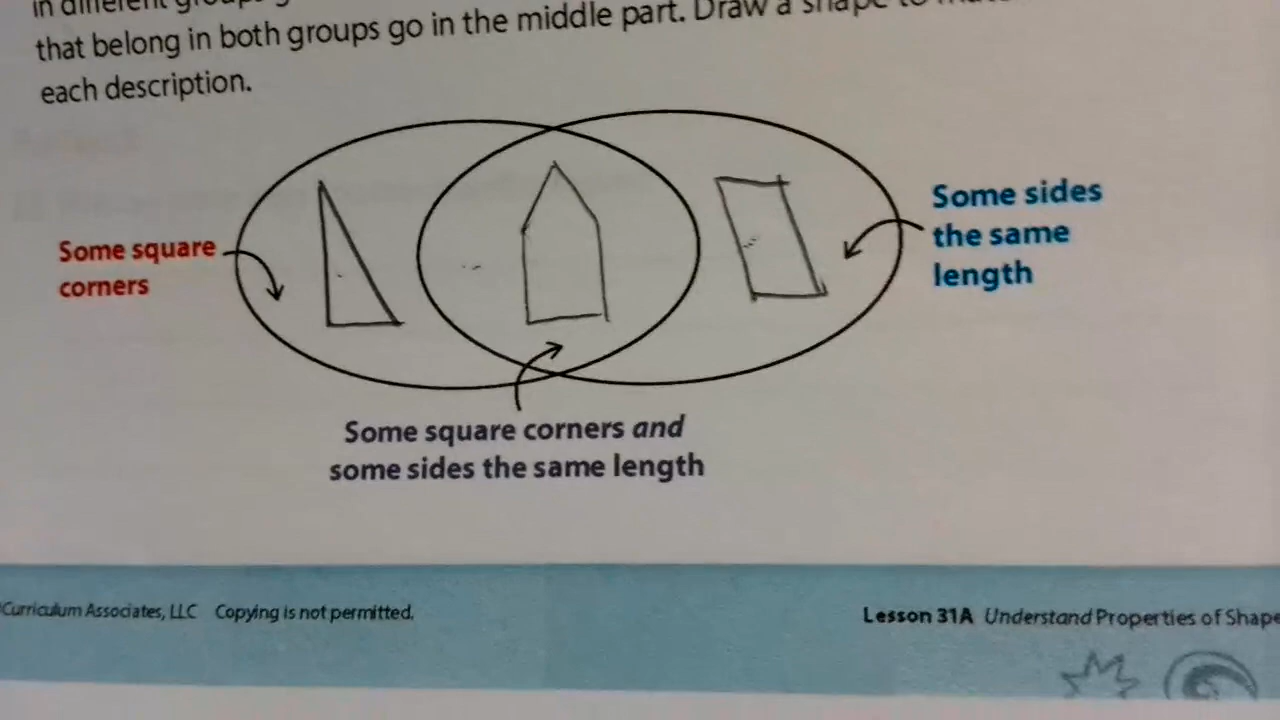 in different
that belong in both groups go in the middle part. Draw a shape to
each description.
Some square
corners
Some sides
the same
length
Some square corners and
some sides the same length
Curriculum Associates, LLC Copying is not permitted.
Lesson 31A Understand Properties of Shape